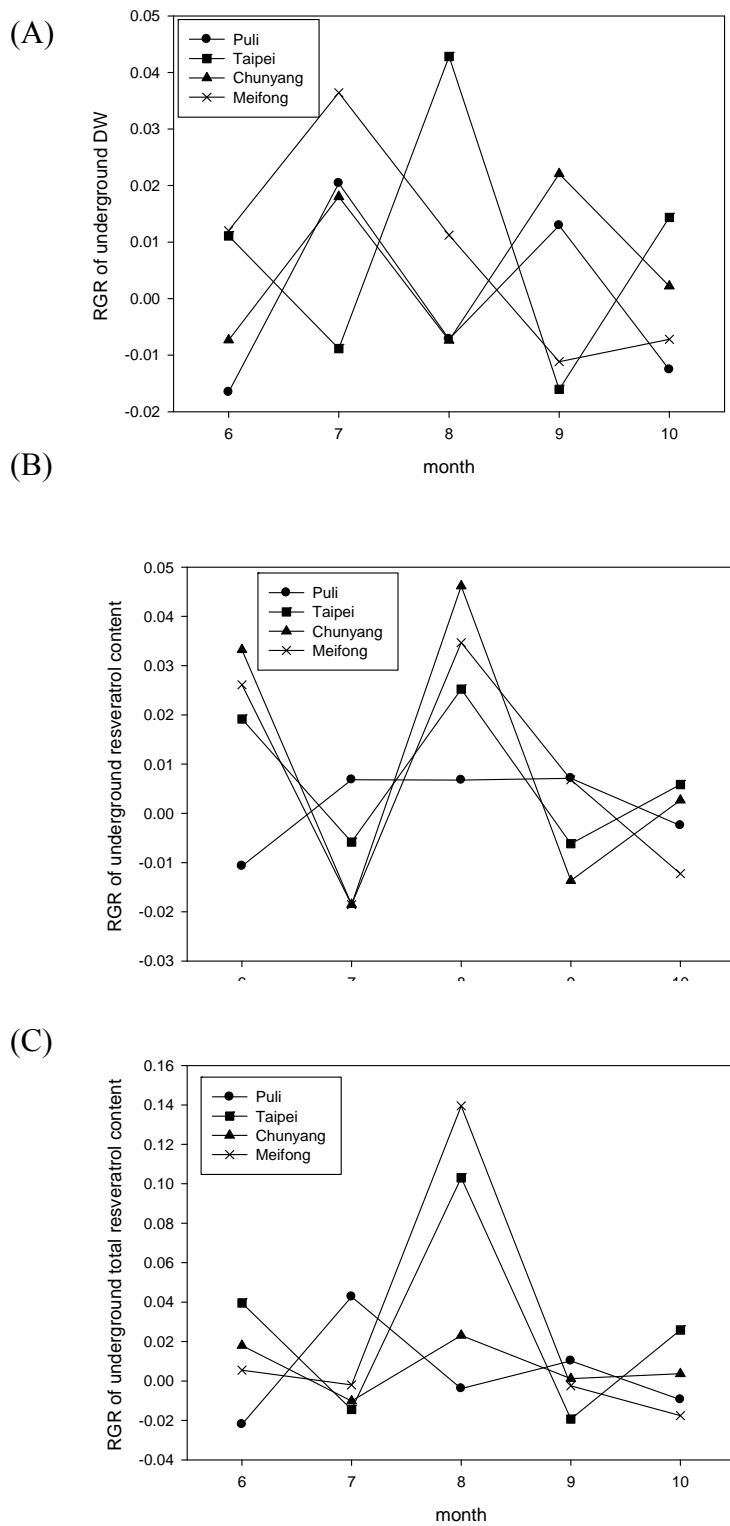 (A)
0.05
0.04
0.03
0.02
0.01
0.00
-0.01
-0.02
RGR of underground DW
Puli
Taipei
Chunyang
Meifong
6 7 8 9 10
month
(B)
0.05
0.04
0.03
0.02
0.01
0.00
-0.01
-0.02
-0.03
RGR of underground resveratrol content
Puli
Taipei
Chunyang
Meifong
6 7 8 9 10
(C)
0.16
0.14
0.12
0.10
0.08
0.06
0.04
0.02
0.00
-0.02
-0.04
RGR of underground total resveratrol content
Puli
Taipei
Chunyang
Meifong
6 7 8 9 10
month